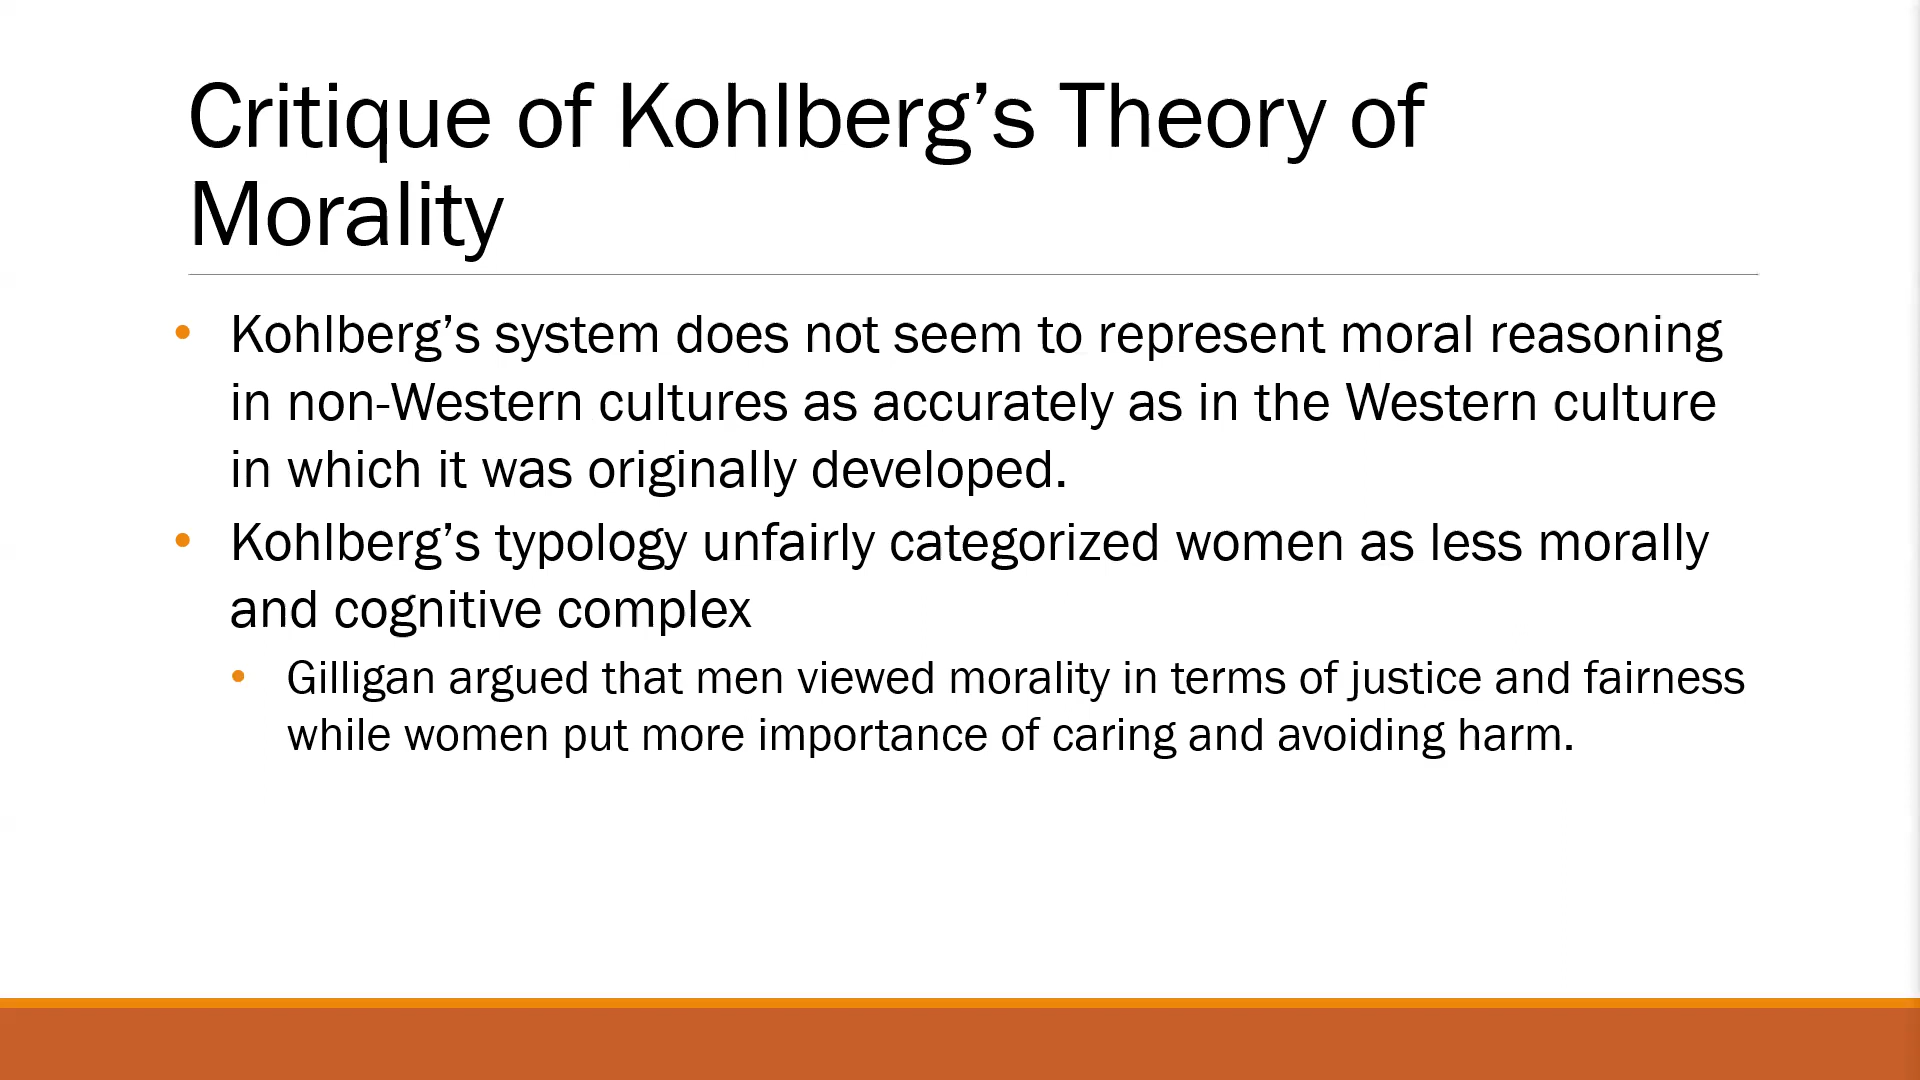 Critique of Kohlberg’s Theory of
Morality
• Kohlberg’s system does not seem to represent moral reasoning
in non-Western cultures as accurately as in the Western culture
in which it was originally developed.
• Kohlberg’s typology unfairly categorized women as less morally
and cognitive complex
• Gilligan argued that men viewed morality in terms of justice and fairness
while women put more importance of caring and avoiding harm.